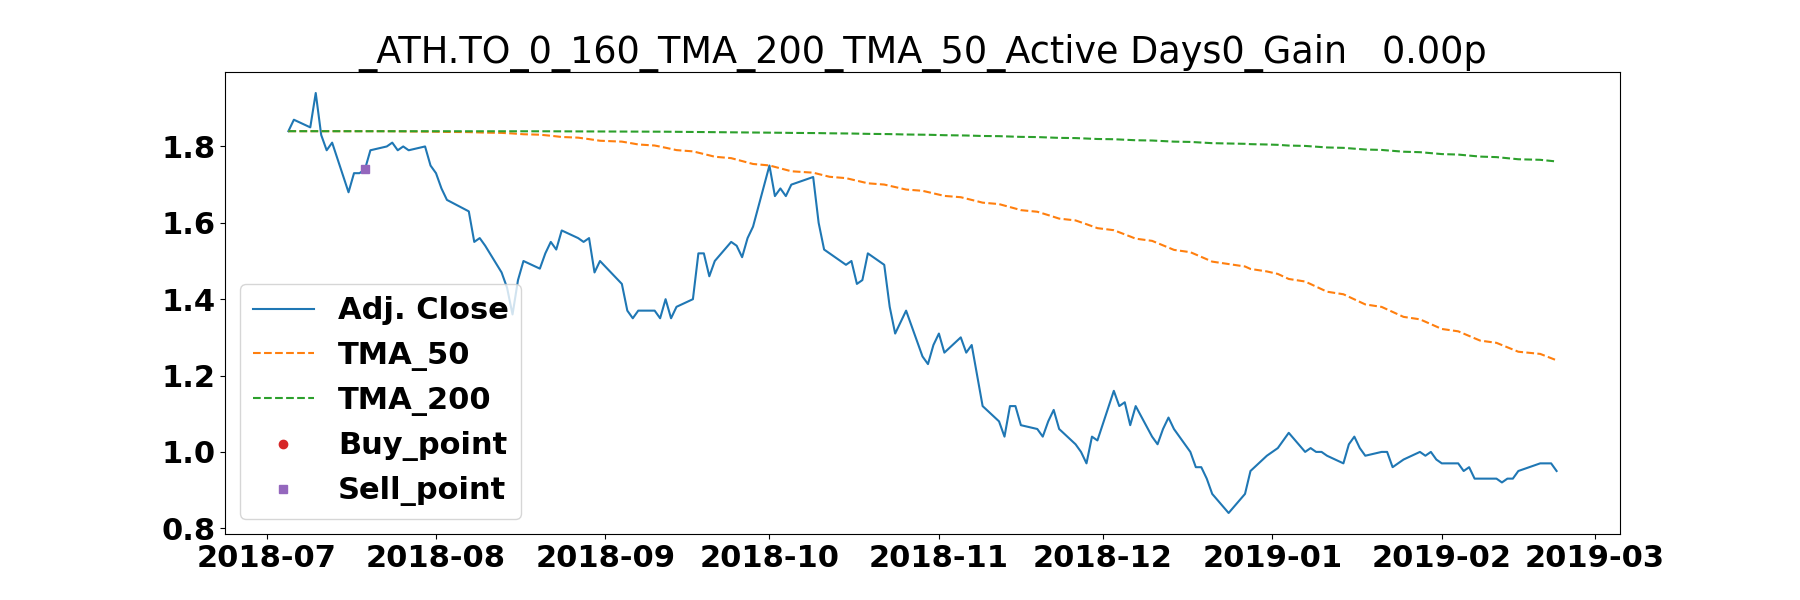 _ATH.TO_0_160_TMA_200_TMA_50_Active Days0_Gain   0.00p
1.8
1.6
1.4
1.2
1.0
0.8
Adj. Close
TMA_50
TMA_200
Buy_point
Sell_point
2018-07 2018-08 2018-09 2018-10 2018-11 2018-12 2019-01 2019-02 2019-03